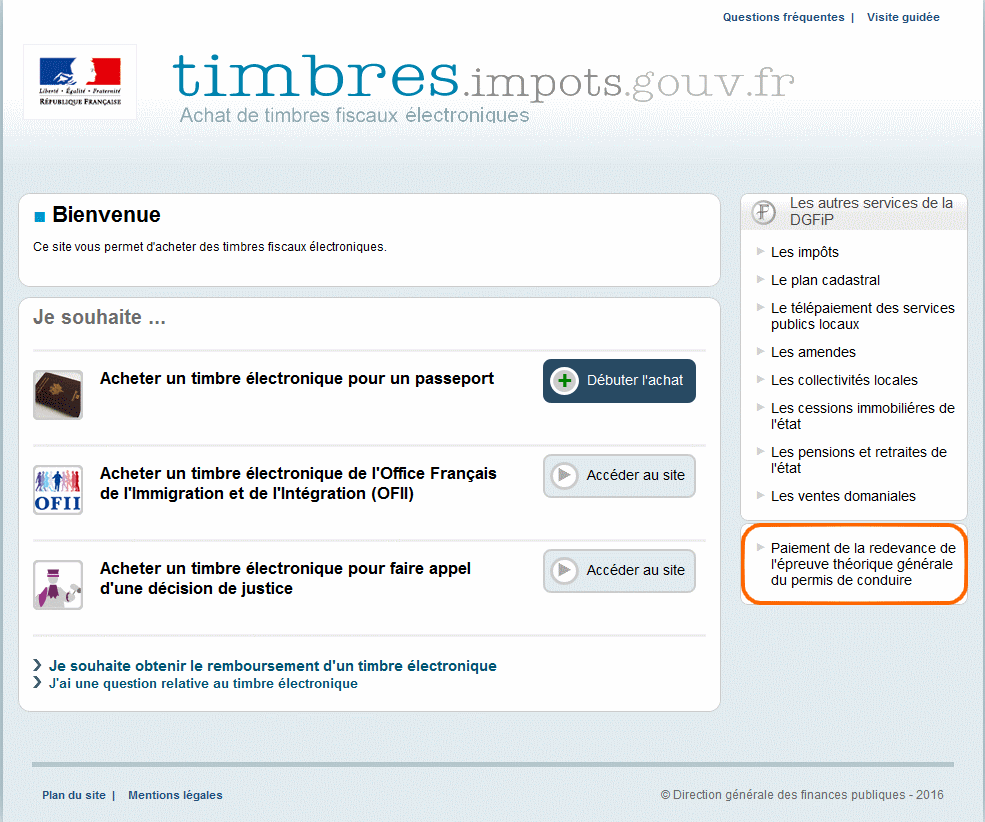 Questions fréquentes | Visite guidée
Liberté • Égalité • Fraternité
RÉPUBLIQUE FRANÇAISE
timbres.impots.gouv.fr
Achat de timbres fiscaux électroniques
Bienvenue
Ce site vous permet d'acheter des timbres fiscaux électroniques.
Je souhaite ...
Acheter un timbre électronique pour un passeport
Débuter l'achat
Acheter un timbre électronique de l'Office Français
de l'Immigration et de l'Intégration (OFII)
OFII
Accéder au site
Acheter un timbre électronique pour faire appel
d'une décision de justice
Accéder au site
Je souhaite obtenir le remboursement d'un timbre électronique
J'ai une question relative au timbre électronique
Les autres services de la
DGFiP
Les impôts
Le plan cadastral
Le télépaiement des services
publics locaux
Les amendes
Les collectivités locales
Les cessions immobiliéres de
l'état
Les pensions et retraites de
l'état
Les ventes domaniales
Paiement de la redevance de
l'épreuve théorique générale
du permis de conduire
Plan du site | Mentions légales
© Direction générale des finances publiques - 2016